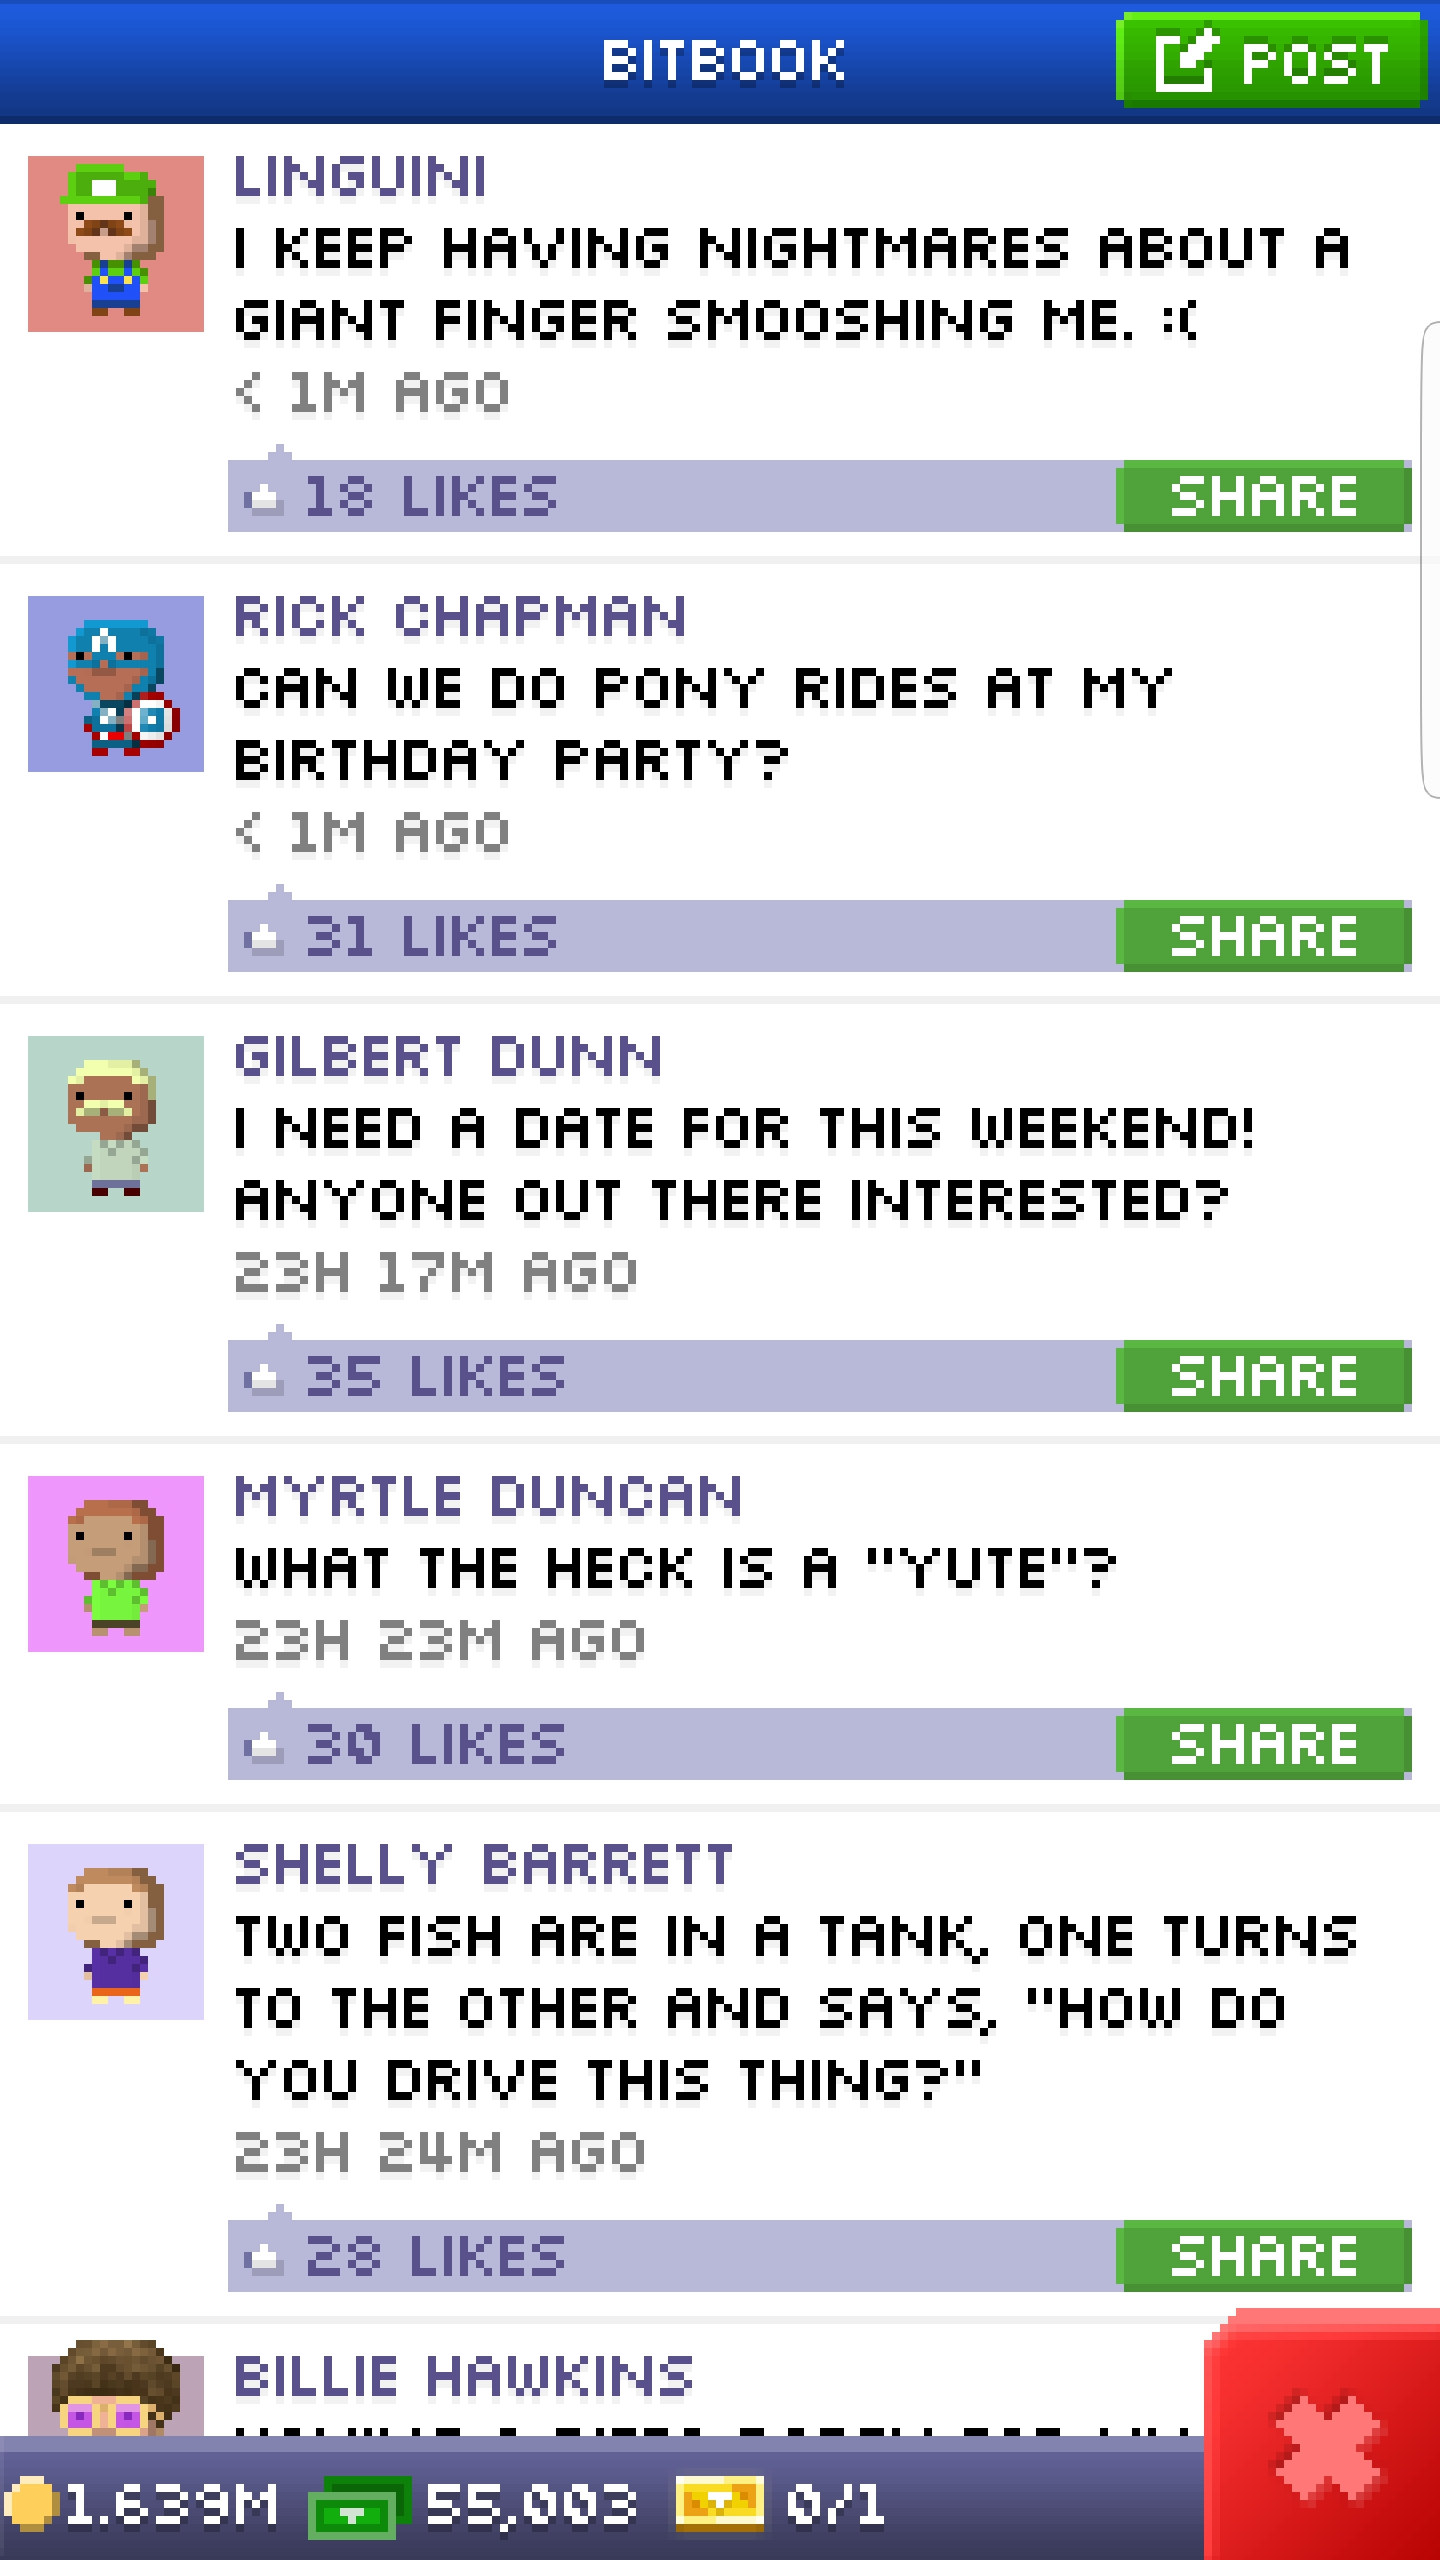 BITBOOK
POST
LINGUINI
I KEEP HAVING NIGHTMARES ABOUT A
GIANT FINGER SMOOSHING ME. :(
< 1M AGO
18 LIKES
SHARE
RICK CHAPMAN
CAN WE DO PONY RIDES AT MY
BIRTHDAY PARTY?
< 1M AGO
31 LIKES
SHARE
GILBERT DUNN
I NEED A DATE FOR THIS WEEKEND!
ANYONE OUT THERE INTERESTED?
23H 17M AGO
35 LIKES
SHARE
MYRTLE DUNCAN
WHAT THE HECK IS A "YUTE"?
23H 23M AGO
30 LIKES
SHARE
SHELLY BARRETT
TWO FISH ARE IN A TANK, ONE TURNS
TO THE OTHER AND SAYS, "HOW DO
YOU DRIVE THIS THING?"
23H 24M AGO
28 LIKES
SHARE
BILLIE HAWKINS
1.639M 55,003 0/1